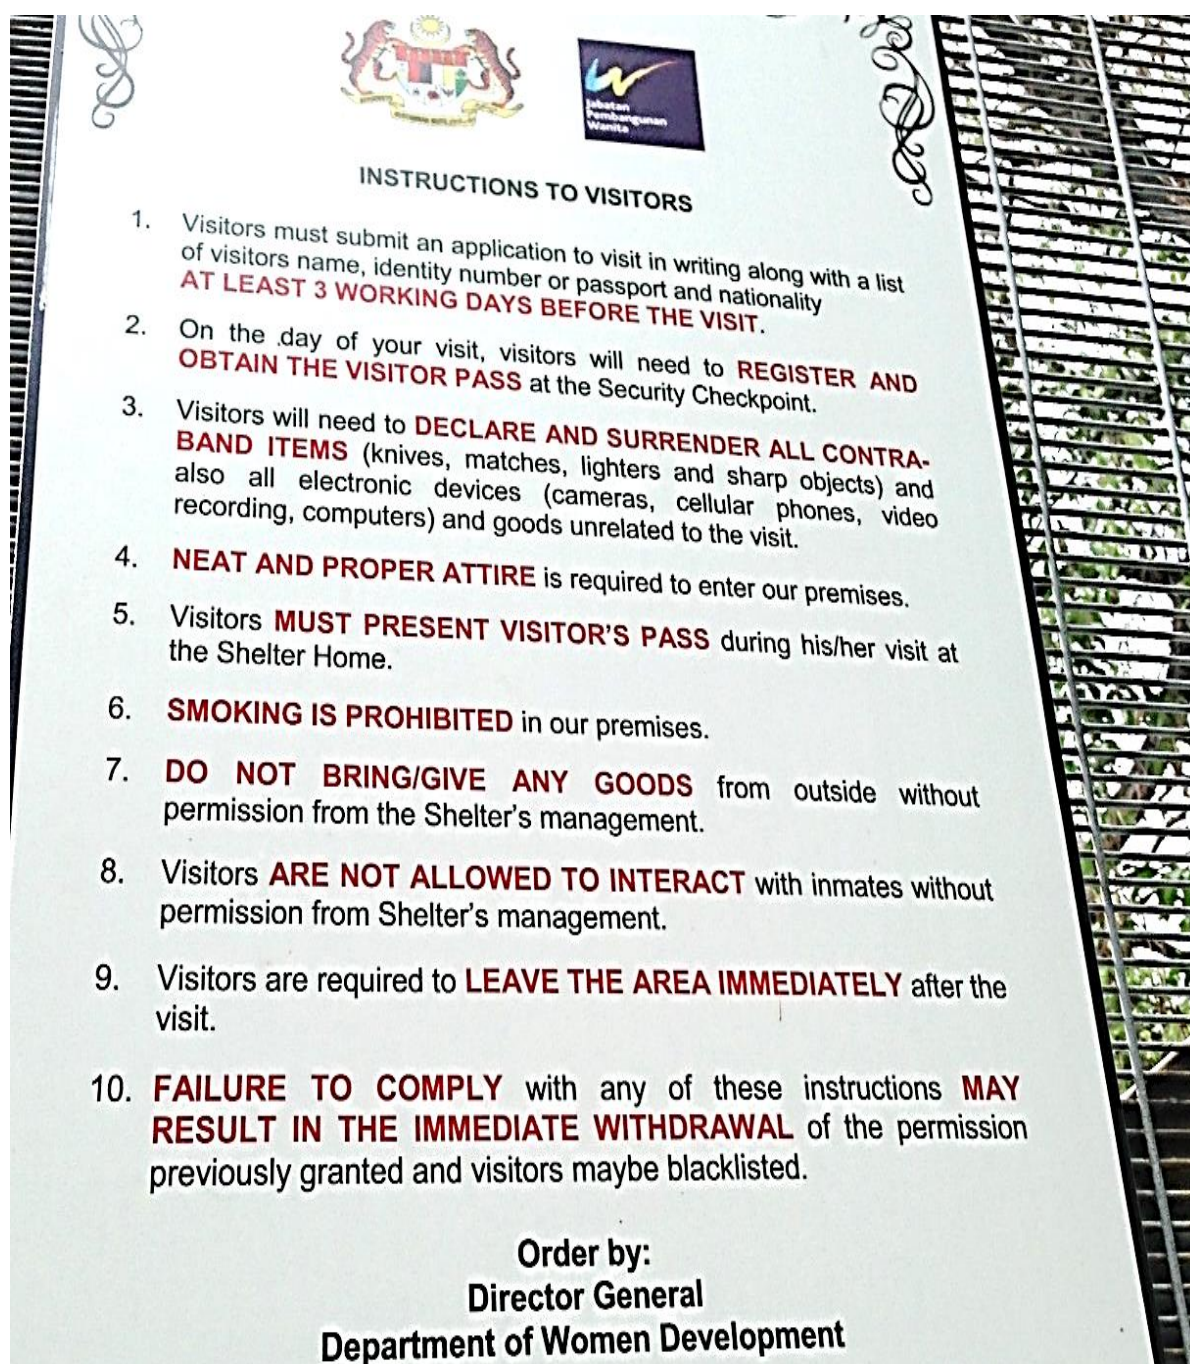 Jabatan
Pembangunan
Wanita
INSTRUCTIONS TO VISITORS
1. Visitors must submit an application to visit in writing along with a list
of visitors name, identity number or passport and nationality
AT LEAST 3 WORKING DAYS BEFORE THE VISIT.
2. On the day of your visit, visitors will need to REGISTER AND
OBTAIN THE VISITOR PASS at the Security Checkpoint.
3. Visitors will need to DECLARE AND SURRENDER ALL CONTRA-
BAND ITEMS (knives, matches, lighters and sharp objects) and
also all electronic devices (cameras, cellular phones, video
recording, computers) and goods unrelated to the visit.
4. NEAT AND PROPER ATTIRE is required to enter our premises.
5. Visitors MUST PRESENT VISITOR'S PASS during his/her visit at
the Shelter Home.
6. SMOKING IS PROHIBITED in our premises.
7. DO NOT BRING/GIVE ANY GOODS from outside without
permission from the Shelter's management.
8. Visitors ARE NOT ALLOWED TO INTERACT with inmates without
permission from Shelter's management.
9. Visitors are required to LEAVE THE AREA IMMEDIATELY after the
visit.
10. FAILURE TO COMPLY with any of these instructions MAY
RESULT IN THE IMMEDIATE WITHDRAWAL of the permission
previously granted and visitors maybe blacklisted.
Order by:
Director General
Department of Women Development